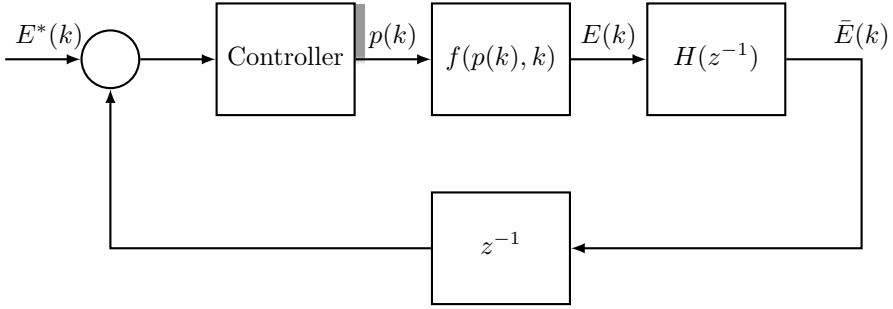 E*(k)
Controller
p(k)
f(p(k), k)
E(k)
H(z⁻¹)
Ē(k)
z⁻¹